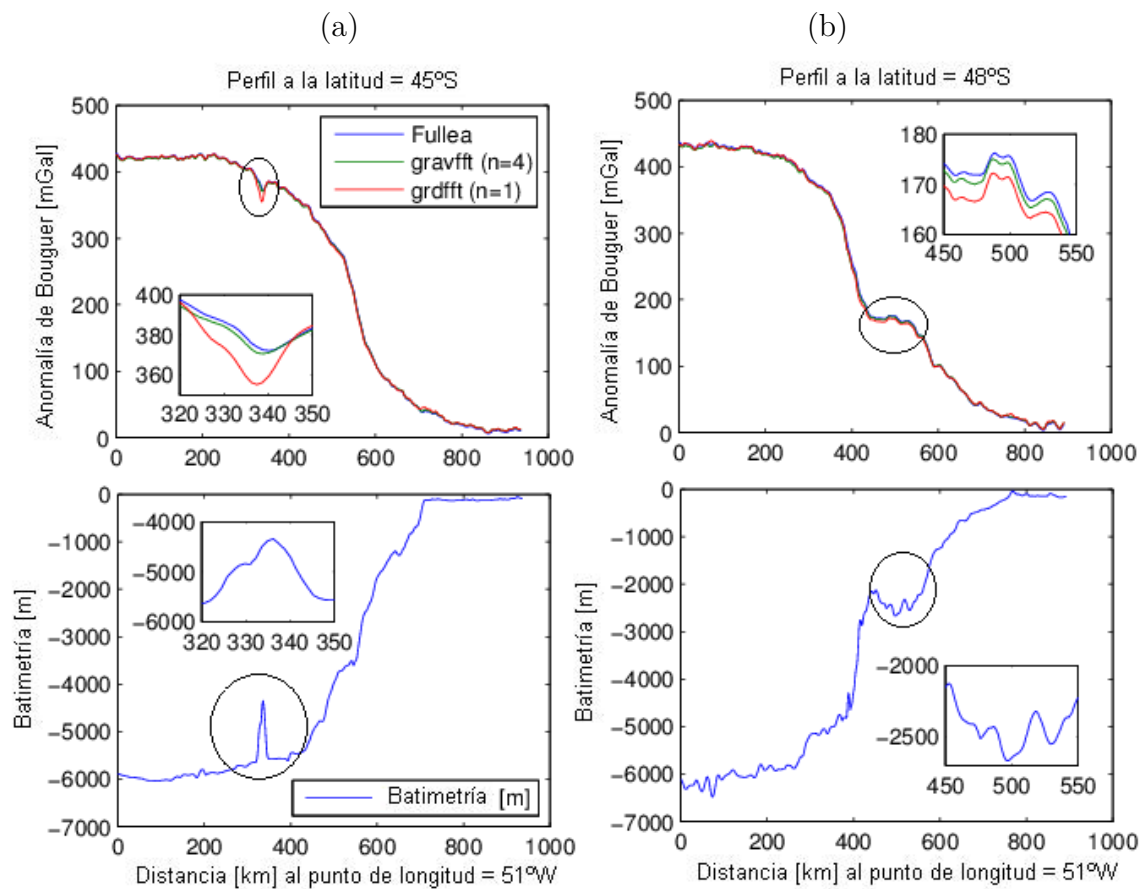 (a)
(b)
Perfil a la latitud = 45ºS
500
400
300
200
100
0
Anomalía de Bouguer [mGal]
Fullea
gravfft (n=4)
grdfft (n=1)
400
380
360
320 330 340 350
0 200 400 600 800 1000
Perfil a la latitud = 48ºS
500
400
300
200
100
0
Anomalía de Bouguer [mGal]
180
170
160
450 500 550
0 200 400 600 800 1000
0
−1000
−2000
−3000
−4000
−5000
−6000
−7000
Batimetría [m]
−4000
−5000
−6000
320 330 340 350
Batimetría [m]
0 200 400 600 800 1000
Distancia [km] al punto de longitud = 51ºW
0
−1000
−2000
−3000
−4000
−5000
−6000
−7000
Batimetría [m]
−2000
−2500
450 500 550
0 200 400 600 800 1000
Distancia [km] al punto de longitud = 51ºW